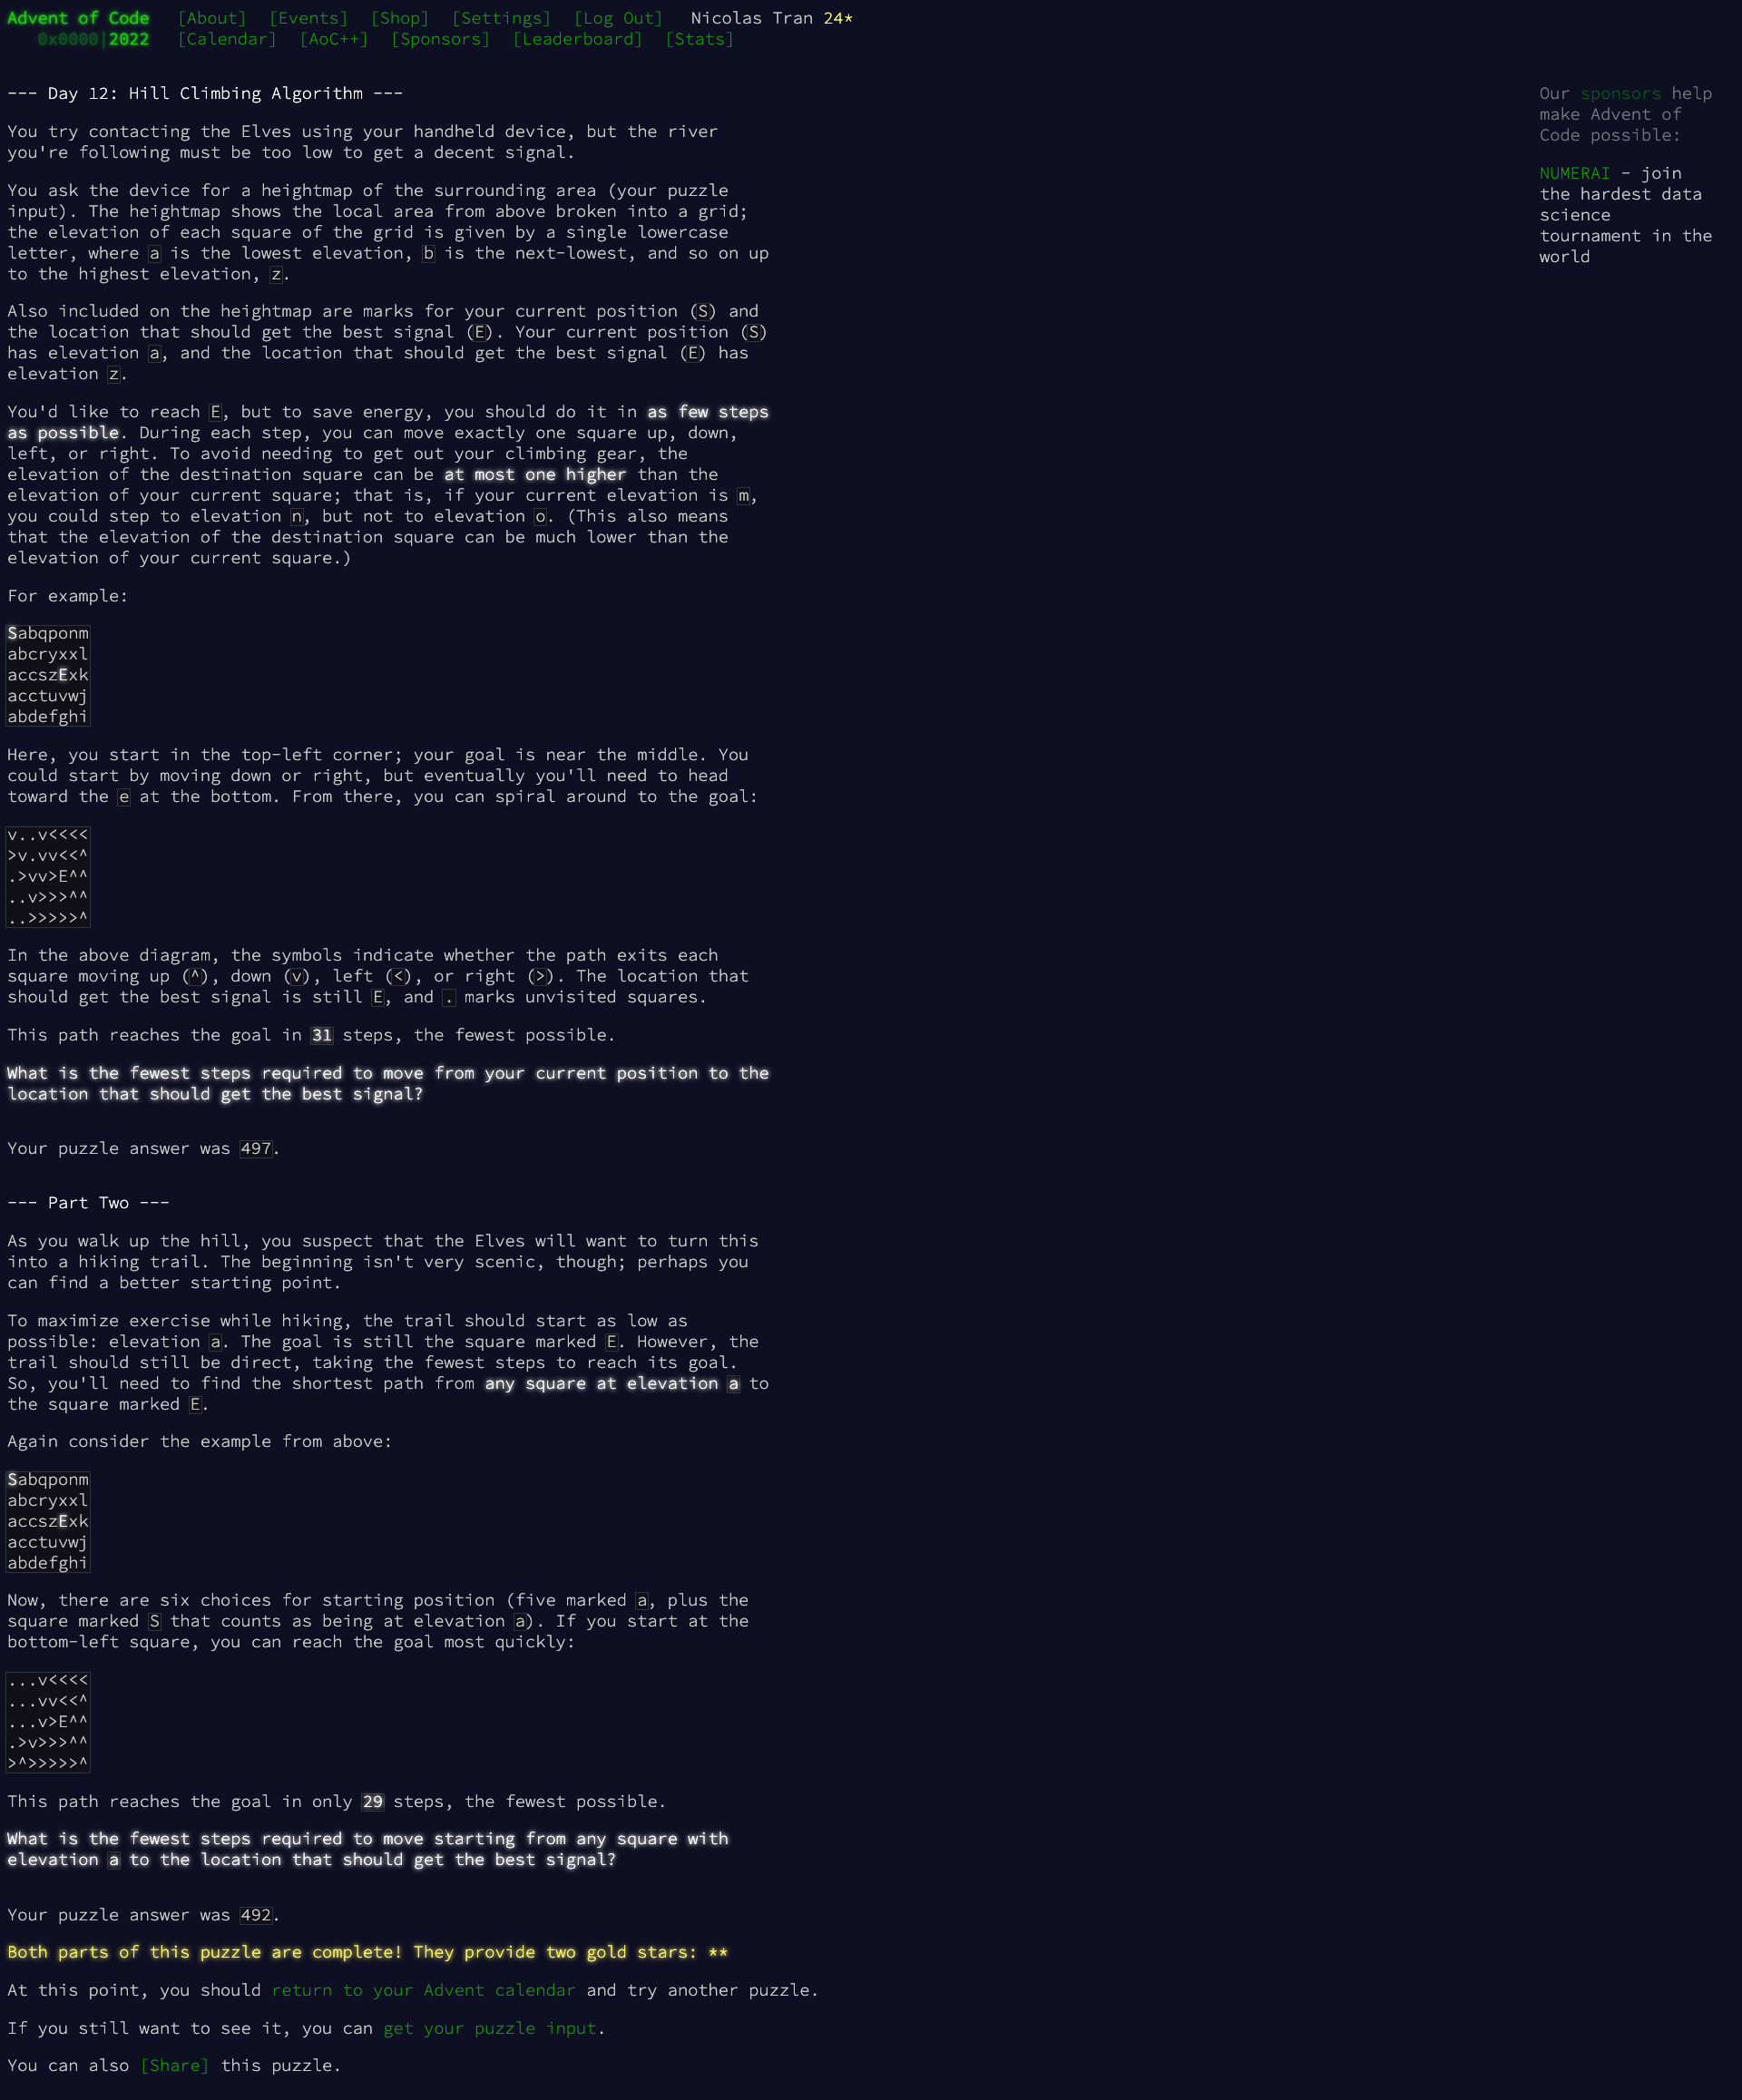 Advent of Code [About] [Events] [Shop] [Settings] [Log Out] Nicolas Tran 24*
0x0000|2022 [Calendar] [AoC++] [Sponsors] [Leaderboard] [Stats]
--- Day 12: Hill Climbing Algorithm ---
You try contacting the Elves using your handheld device, but the river
you're following must be too low to get a decent signal.
You ask the device for a heightmap of the surrounding area (your puzzle
input). The heightmap shows the local area from above broken into a grid;
the elevation of each square of the grid is given by a single lowercase
letter, where a is the lowest elevation, b is the next-lowest, and so on up
to the highest elevation, z.
Also included on the heightmap are marks for your current position (S) and
the location that should get the best signal (E). Your current position (S)
has elevation a, and the location that should get the best signal (E) has
elevation z.
You'd like to reach E, but to save energy, you should do it in as few steps
as possible. During each step, you can move exactly one square up, down,
left, or right. To avoid needing to get out your climbing gear, the
elevation of the destination square can be at most one higher than the
elevation of your current square; that is, if your current elevation is m,
you could step to elevation n, but not to elevation o. (This also means
that the elevation of the destination square can be much lower than the
elevation of your current square.)
For example:
Sabqponm
abcryxxl
accszExk
acctuvwj
abdefghi
Here, you start in the top-left corner; your goal is near the middle. You
could start by moving down or right, but eventually you'll need to head
toward the e at the bottom. From there, you can spiral around to the goal:
v..v<<<<
>v.vv<<^
.>vv>E^^
..v>>>^^
..>>>>>^
In the above diagram, the symbols indicate whether the path exits each
square moving up (^), down (v), left (<), or right (>). The location that
should get the best signal is still E, and . marks unvisited squares.
This path reaches the goal in 31 steps, the fewest possible.
What is the fewest steps required to move from your current position to the
location that should get the best signal?
Your puzzle answer was 497.
--- Part Two ---
As you walk up the hill, you suspect that the Elves will want to turn this
into a hiking trail. The beginning isn't very scenic, though; perhaps you
can find a better starting point.
To maximize exercise while hiking, the trail should start as low as
possible: elevation a. The goal is still the square marked E. However, the
trail should still be direct, taking the fewest steps to reach its goal.
So, you'll need to find the shortest path from any square at elevation a to
the square marked E.
Again consider the example from above:
Sabqponm
abcryxxl
accszExk
acctuvwj
abdefghi
Now, there are six choices for starting position (five marked a, plus the
square marked S that counts as being at elevation a). If you start at the
bottom-left square, you can reach the goal most quickly:
...v<<<<
...vv<<^
...v>E^^
.>v>>>^^
>^>>>>>^
This path reaches the goal in only 29 steps, the fewest possible.
What is the fewest steps required to move starting from any square with
elevation a to the location that should get the best signal?
Your puzzle answer was 492.
Both parts of this puzzle are complete! They provide two gold stars: **
At this point, you should return to your Advent calendar and try another puzzle.
If you still want to see it, you can get your puzzle input.
You can also [Share] this puzzle.
Our sponsors help
make Advent of
Code possible:
NUMERAI - join
the hardest data
science
tournament in the
world